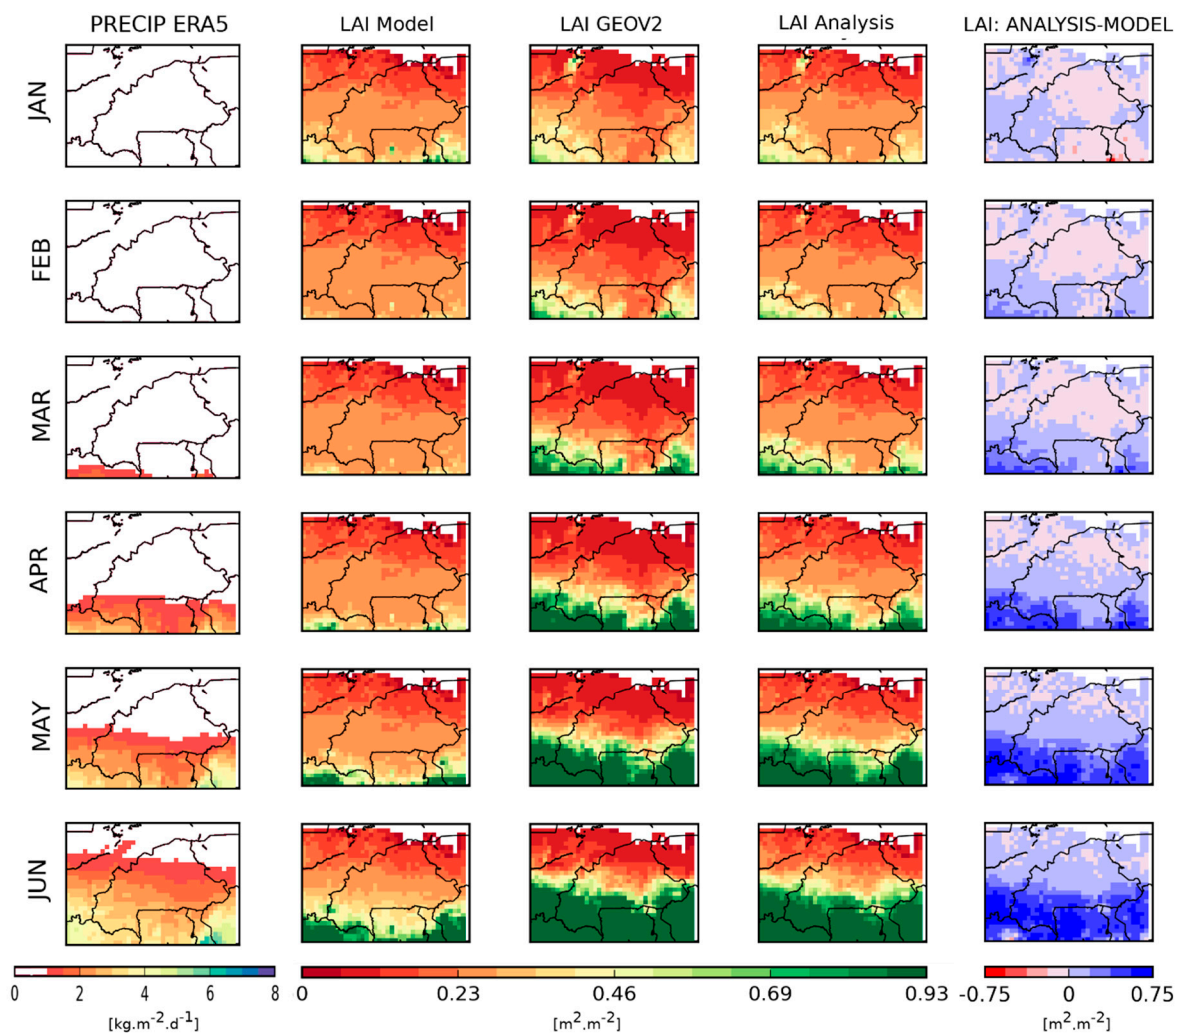 PRECIP ERA5 LAI Model LAI GEOV2 LAI Analysis LAI: ANALYSIS-MODEL
JAN
FEB
MAR
APR
MAY
JUN
0 2 4 6 8 0 0.23 0.46 0.69 0.93 -0.75 0 0.75
[kg.m⁻².d⁻¹] [m².m⁻²] [m².m⁻²]